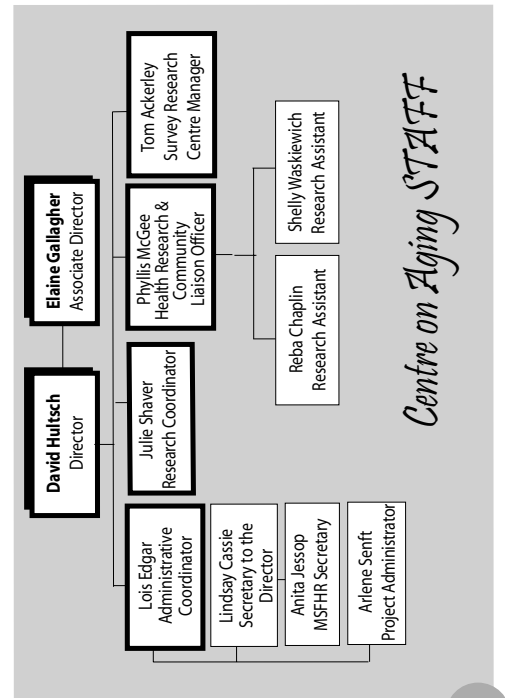 David Hultsch
Director
Elaine Gallagher
Associate Director
Lois Edgar
Administrative
Coordinator
Julie Shaver
Research Coordinator
Phyllis McGee
Health Research &
Community
Liaison Officer
Tom Ackerley
Survey Research
Centre Manager
Lindsay Cassie
Secretary to the
Director
Anita Jessop
MSFHR Secretary
Arlene Senft
Project Administrator
Reba Chaplin
Research Assistant
Shelly Waskiewich
Research Assistant
Centre on Aging STAFF